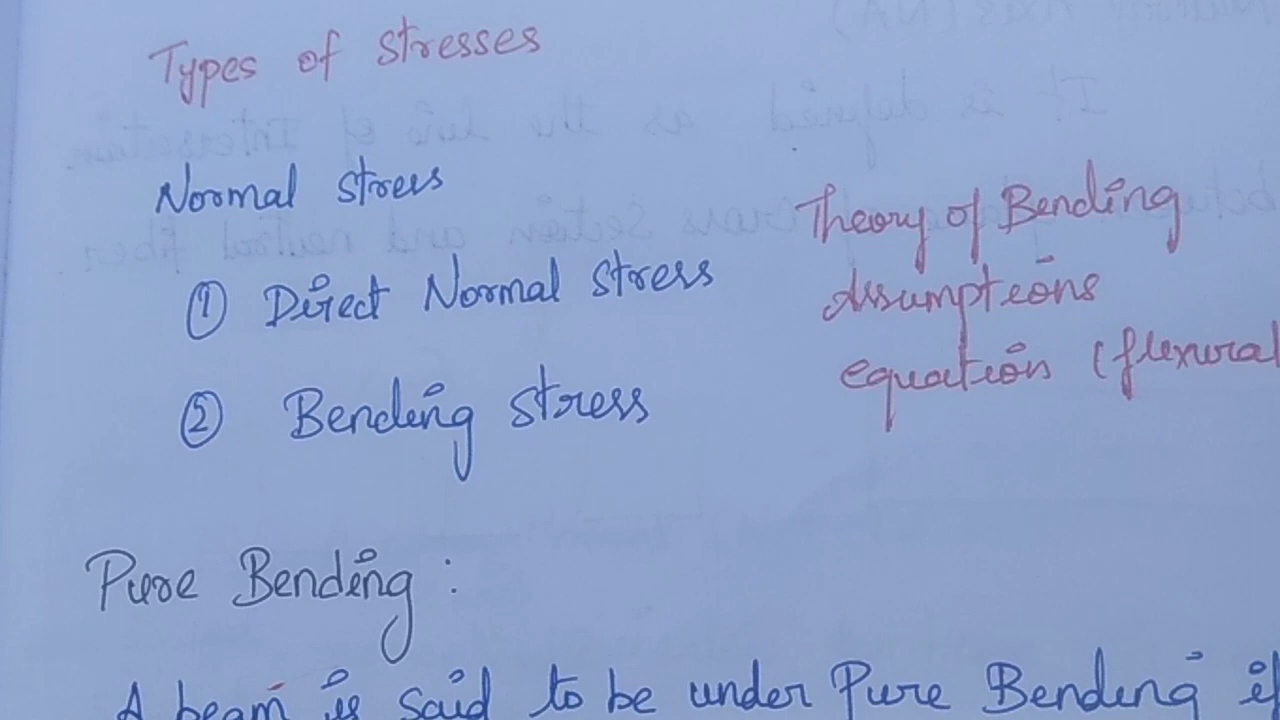 Types of stresses
Normal stress
① Direct Normal stress
② Bending stress
Theory of Bending
Assumptions
equation (flexural
Pure Bending :
A beam is said to be under Pure Bending if